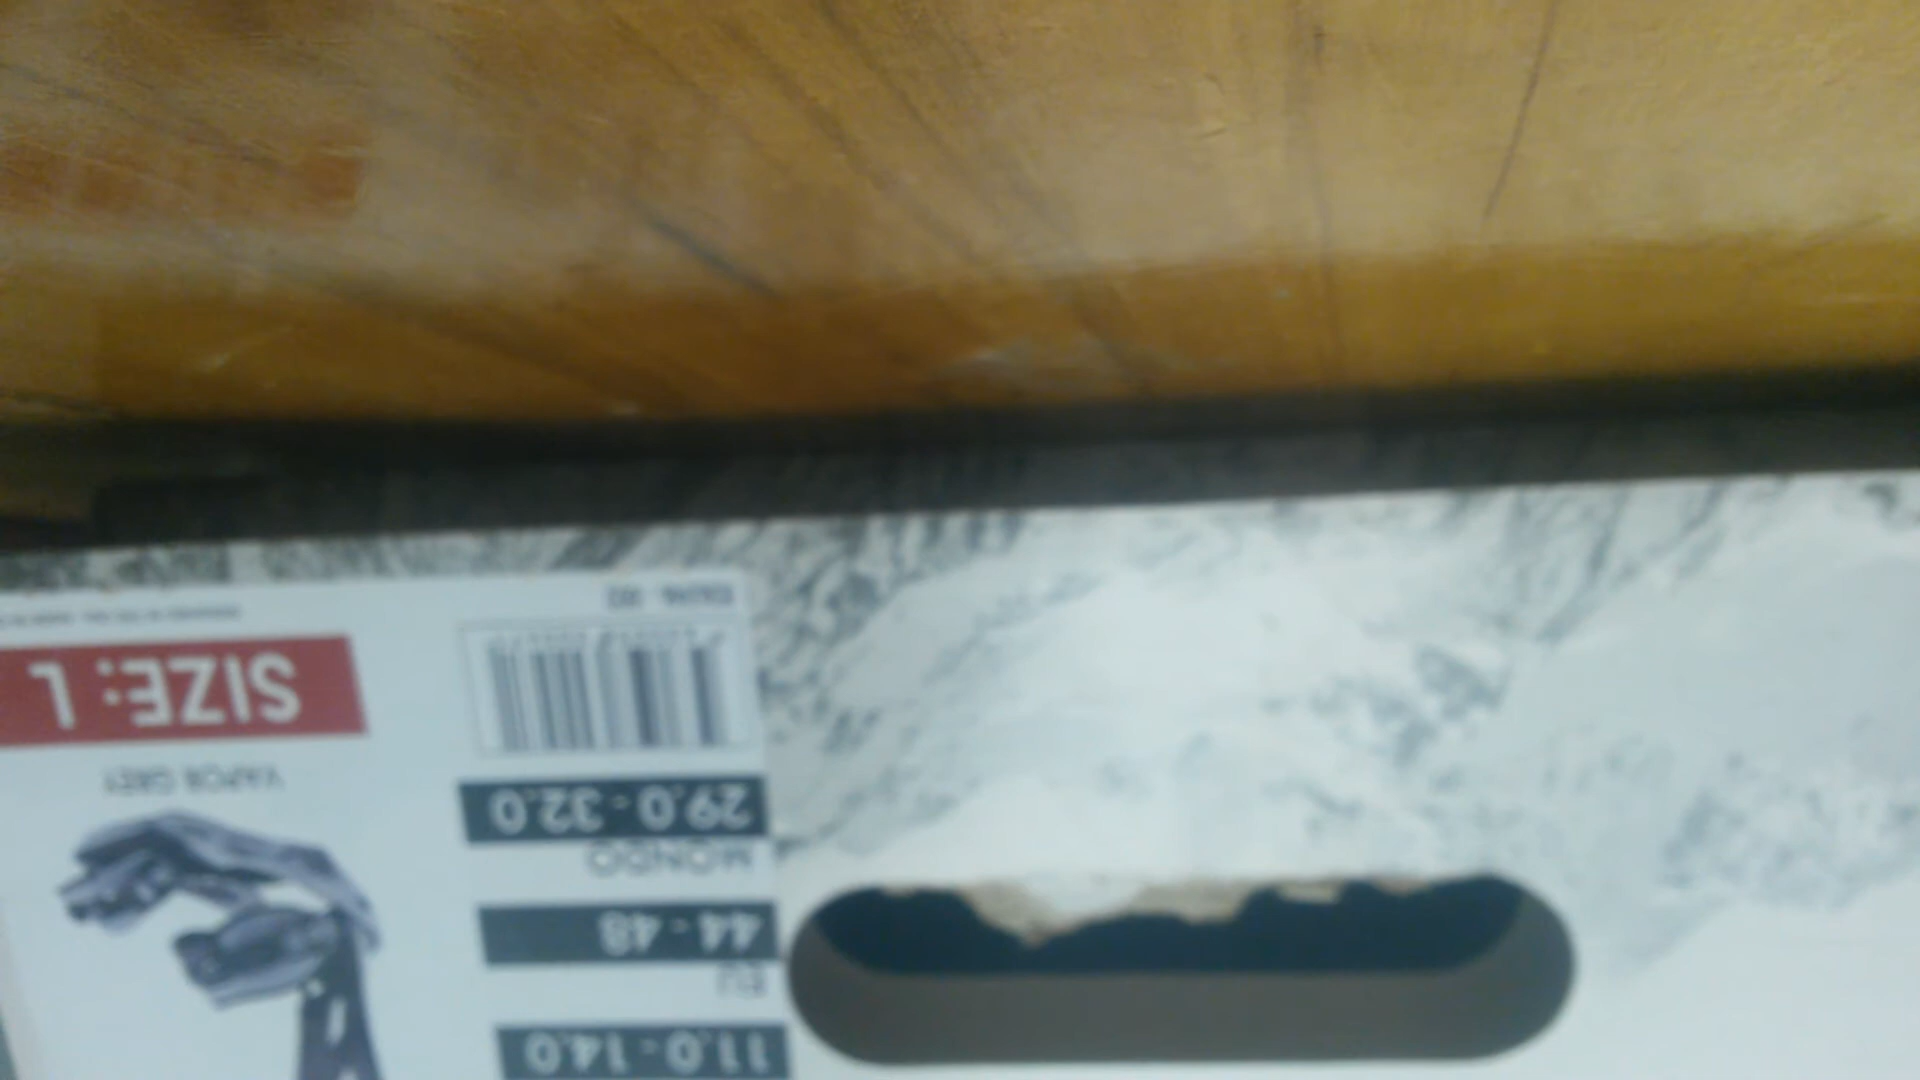 11.0-14.0
EU
44-48
MONDO
29.0-32.0
VAPOR GREY
SIZE: L